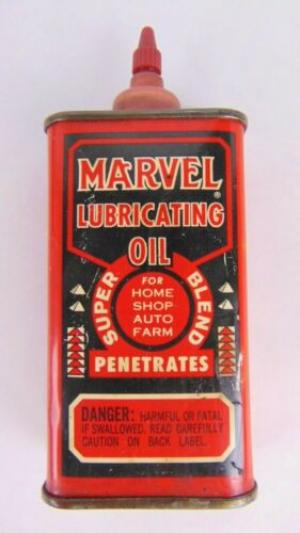 MARVEL®
LUBRICATING
OIL
SUPER BLEND
FOR
HOME
SHOP
AUTO
FARM
PENETRATES
DANGER: HARMFUL OR FATAL
IF SWALLOWED. READ CAREFULLY
CAUTION ON BACK LABEL.